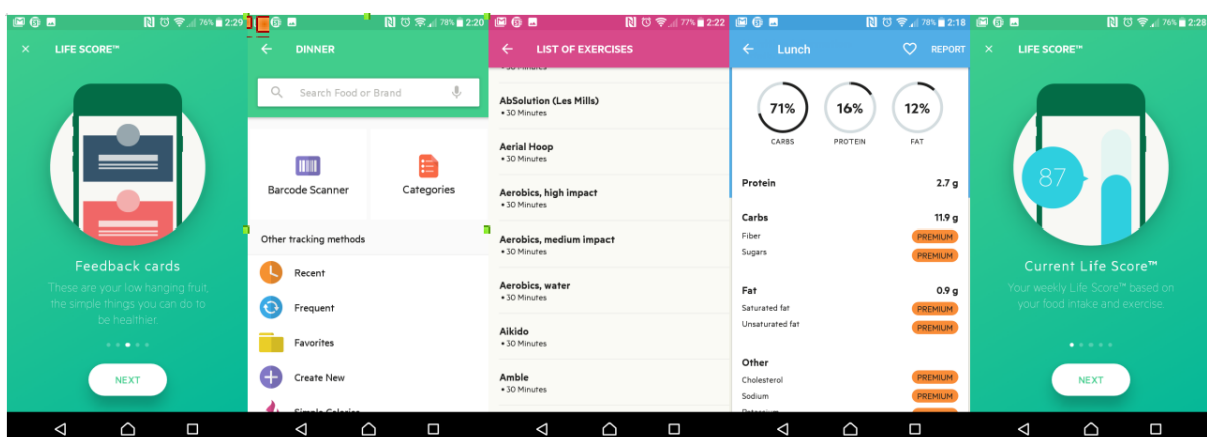 76% 2:29
LIFE SCORE™
Feedback cards
These are your low hanging fruit,
the simple things you can do to
be healthier.
NEXT
78% 2:20
DINNER
Search Food or Brand
Barcode Scanner
Categories
Other tracking methods
Recent
Frequent
Favorites
Create New
Simple Calories
77% 2:22
LIST OF EXERCISES
• 30 Minutes
AbSolution (Les Mills)
• 30 Minutes
Aerial Hoop
• 30 Minutes
Aerobics, high impact
• 30 Minutes
Aerobics, medium impact
• 30 Minutes
Aerobics, water
• 30 Minutes
Aikido
• 30 Minutes
Amble
• 30 Minutes
78% 2:18
Lunch REPORT
71% 16% 12%
CARBS PROTEIN FAT
Protein 2.7 g
Carbs 11.9 g
Fiber PREMIUM
Sugars PREMIUM
Fat 0.9 g
Saturated fat PREMIUM
Unsaturated fat PREMIUM
Other
Cholesterol PREMIUM
Sodium PREMIUM
Potassium PREMIUM
76% 2:28
LIFE SCORE™
87
Current Life Score™
Your weekly Life Score™ based on
your food intake and exercise
NEXT